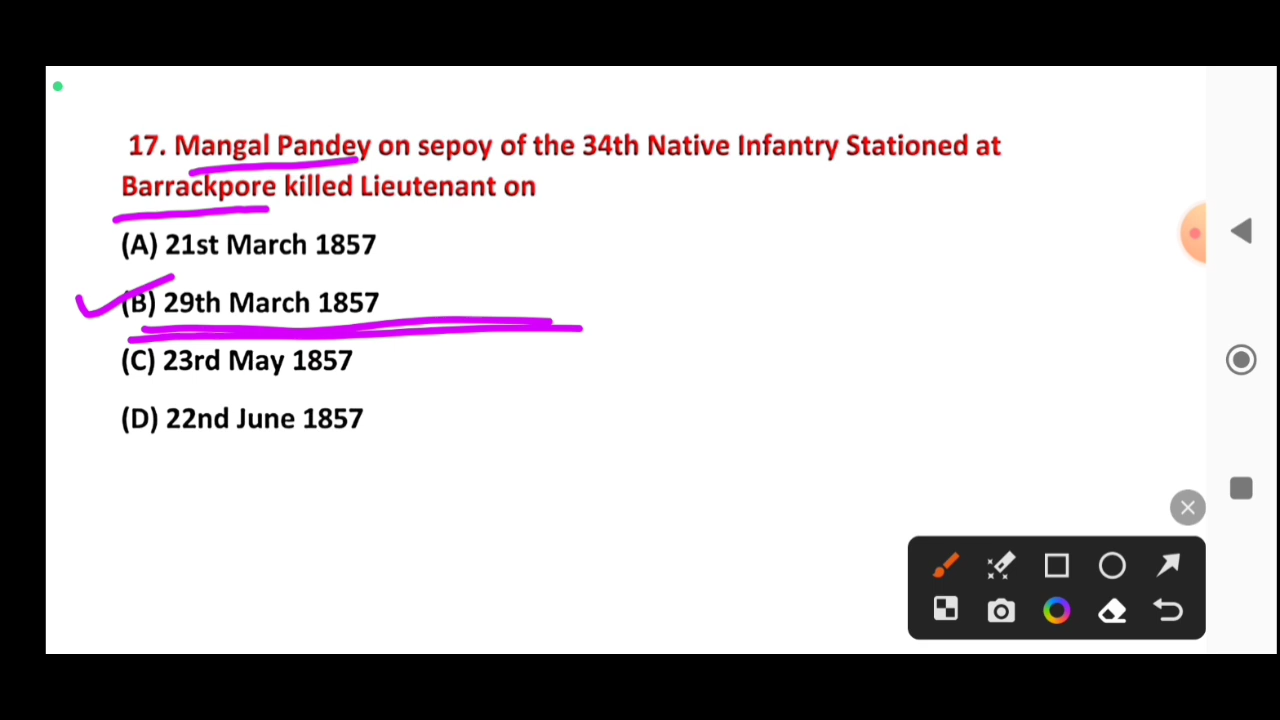 17. Mangal Pandey on sepoy of the 34th Native Infantry Stationed at
Barrackpore killed Lieutenant on
(A) 21st March 1857
(B) 29th March 1857
(C) 23rd May 1857
(D) 22nd June 1857